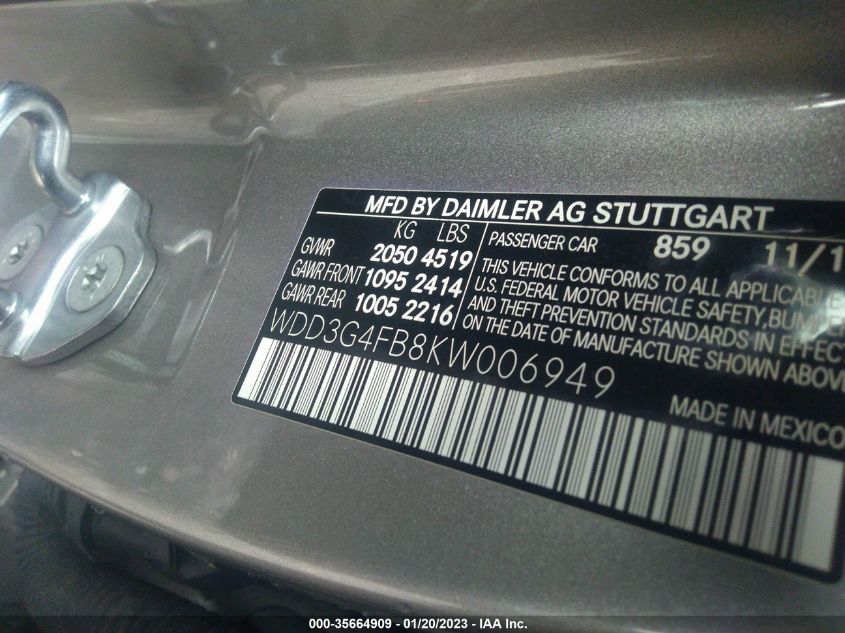 MFD BY DAIMLER AG STUTTGART
KG LBS
GVWR 2050 4519
GAWR FRONT 1095 2414
GAWR REAR 1005 2216
PASSENGER CAR 859 11/1
THIS VEHICLE CONFORMS TO ALL APPLICABLE
U.S. FEDERAL MOTOR VEHICLE SAFETY,
AND THEFT PREVENTION STANDARDS IN EFFECT
ON THE DATE OF MANUFACTURE SHOWN ABOVE
WDD3G4FB8KW006949
MADE IN MEXICO
000-35664909 - 01/20/2023 - IAA Inc.